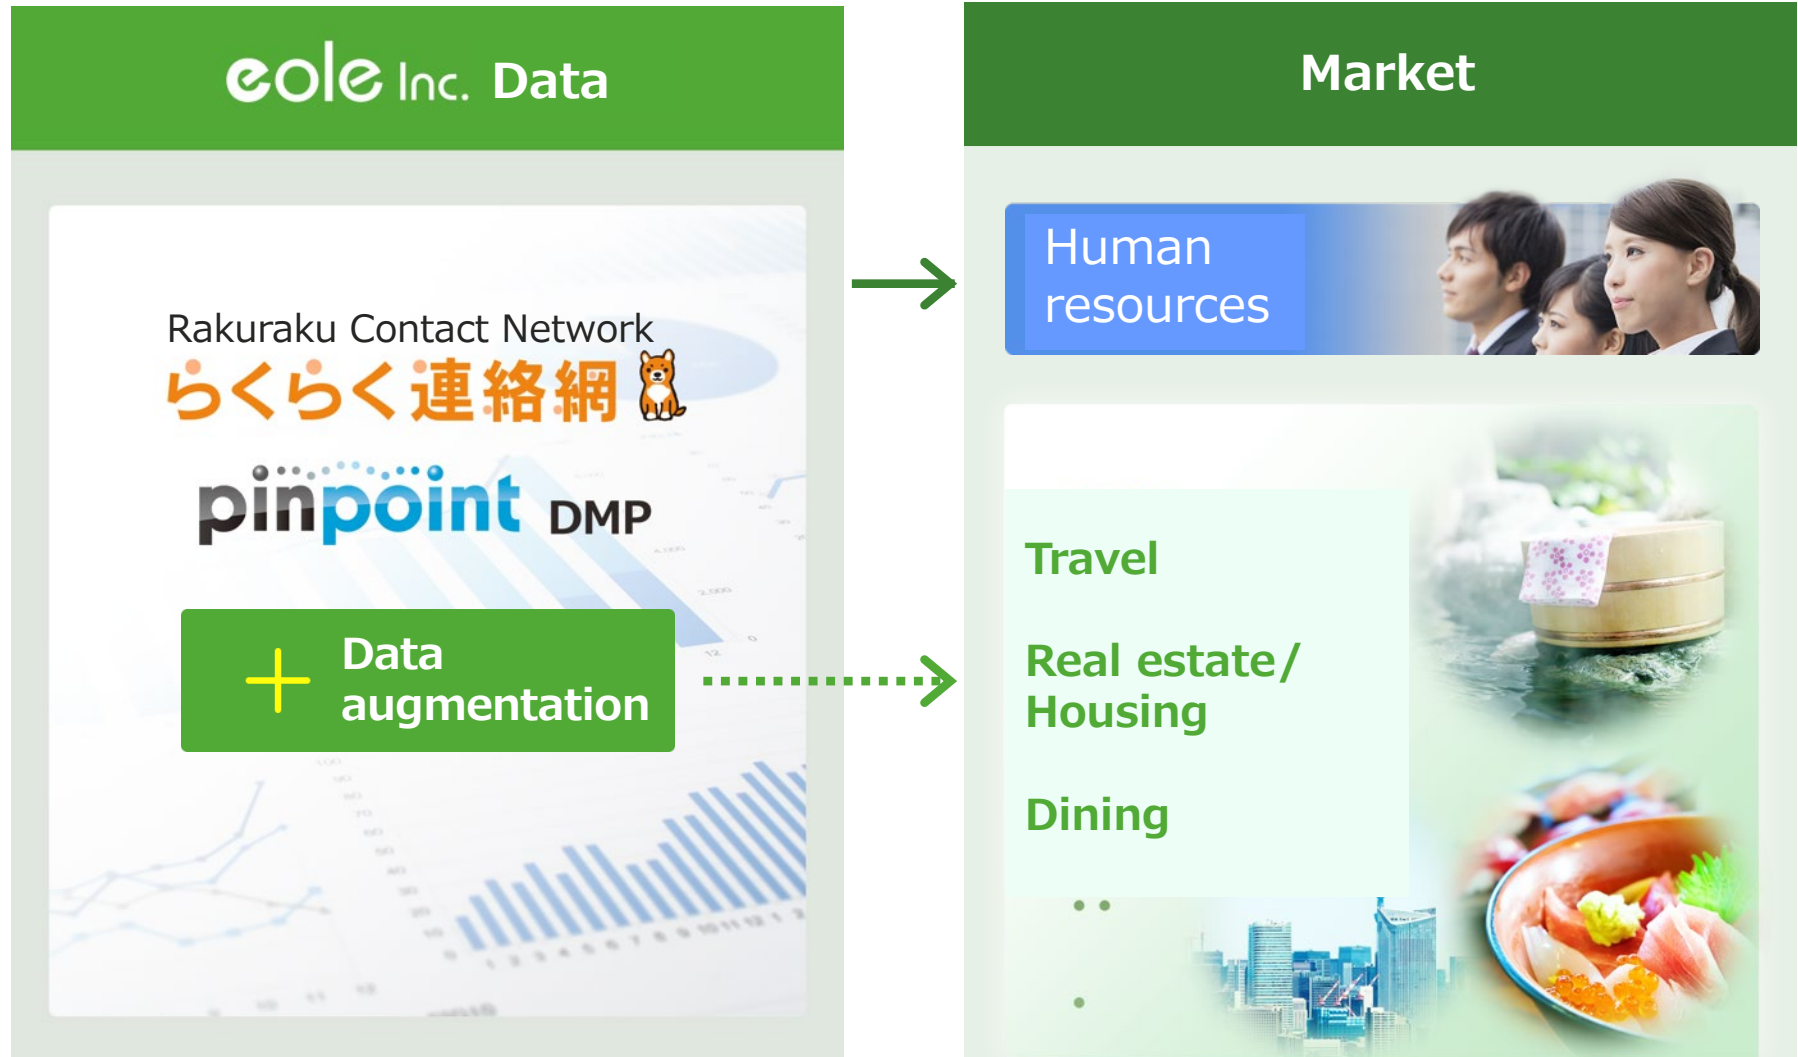 eole Inc. Data
Rakuraku Contact Network
らくらく連絡網
pinpoint DMP
+ Data
augmentation
Market
Human
resources
Travel
Real estate/
Housing
Dining